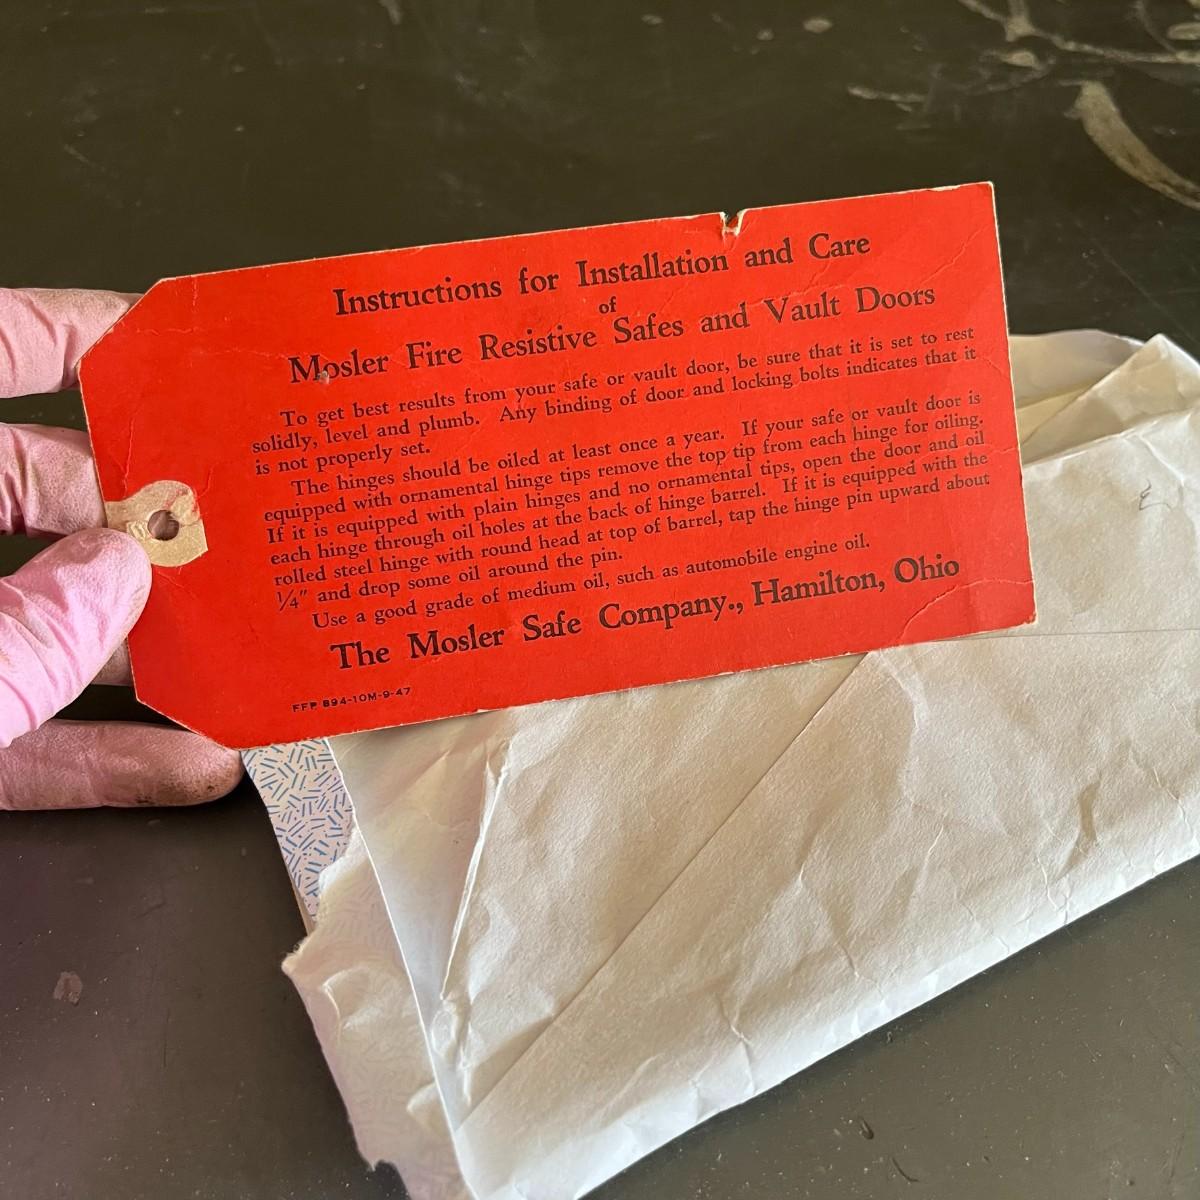 Instructions for Installation and Care
of
Mosler Fire Resistive Safes and Vault Doors
To get best results from your safe or vault door, be sure that it is set to rest
solidly, level and plumb. Any binding of door and locking bolts indicates that it
is not properly set.
The hinges should be oiled at least once a year. If your safe or vault door is
equipped with ornamental hinge tips remove the top tip from each hinge for oiling.
If it is equipped with plain hinges and no ornamental tips, open the door and oil
each hinge through oil holes at the back of hinge barrel. If it is equipped with the
rolled steel hinge with round head at top of barrel, tap the hinge pin upward about
¼" and drop some oil around the pin.
Use a good grade of medium oil, such as automobile engine oil.
The Mosler Safe Company., Hamilton, Ohio
FFP 894-10M-9-47